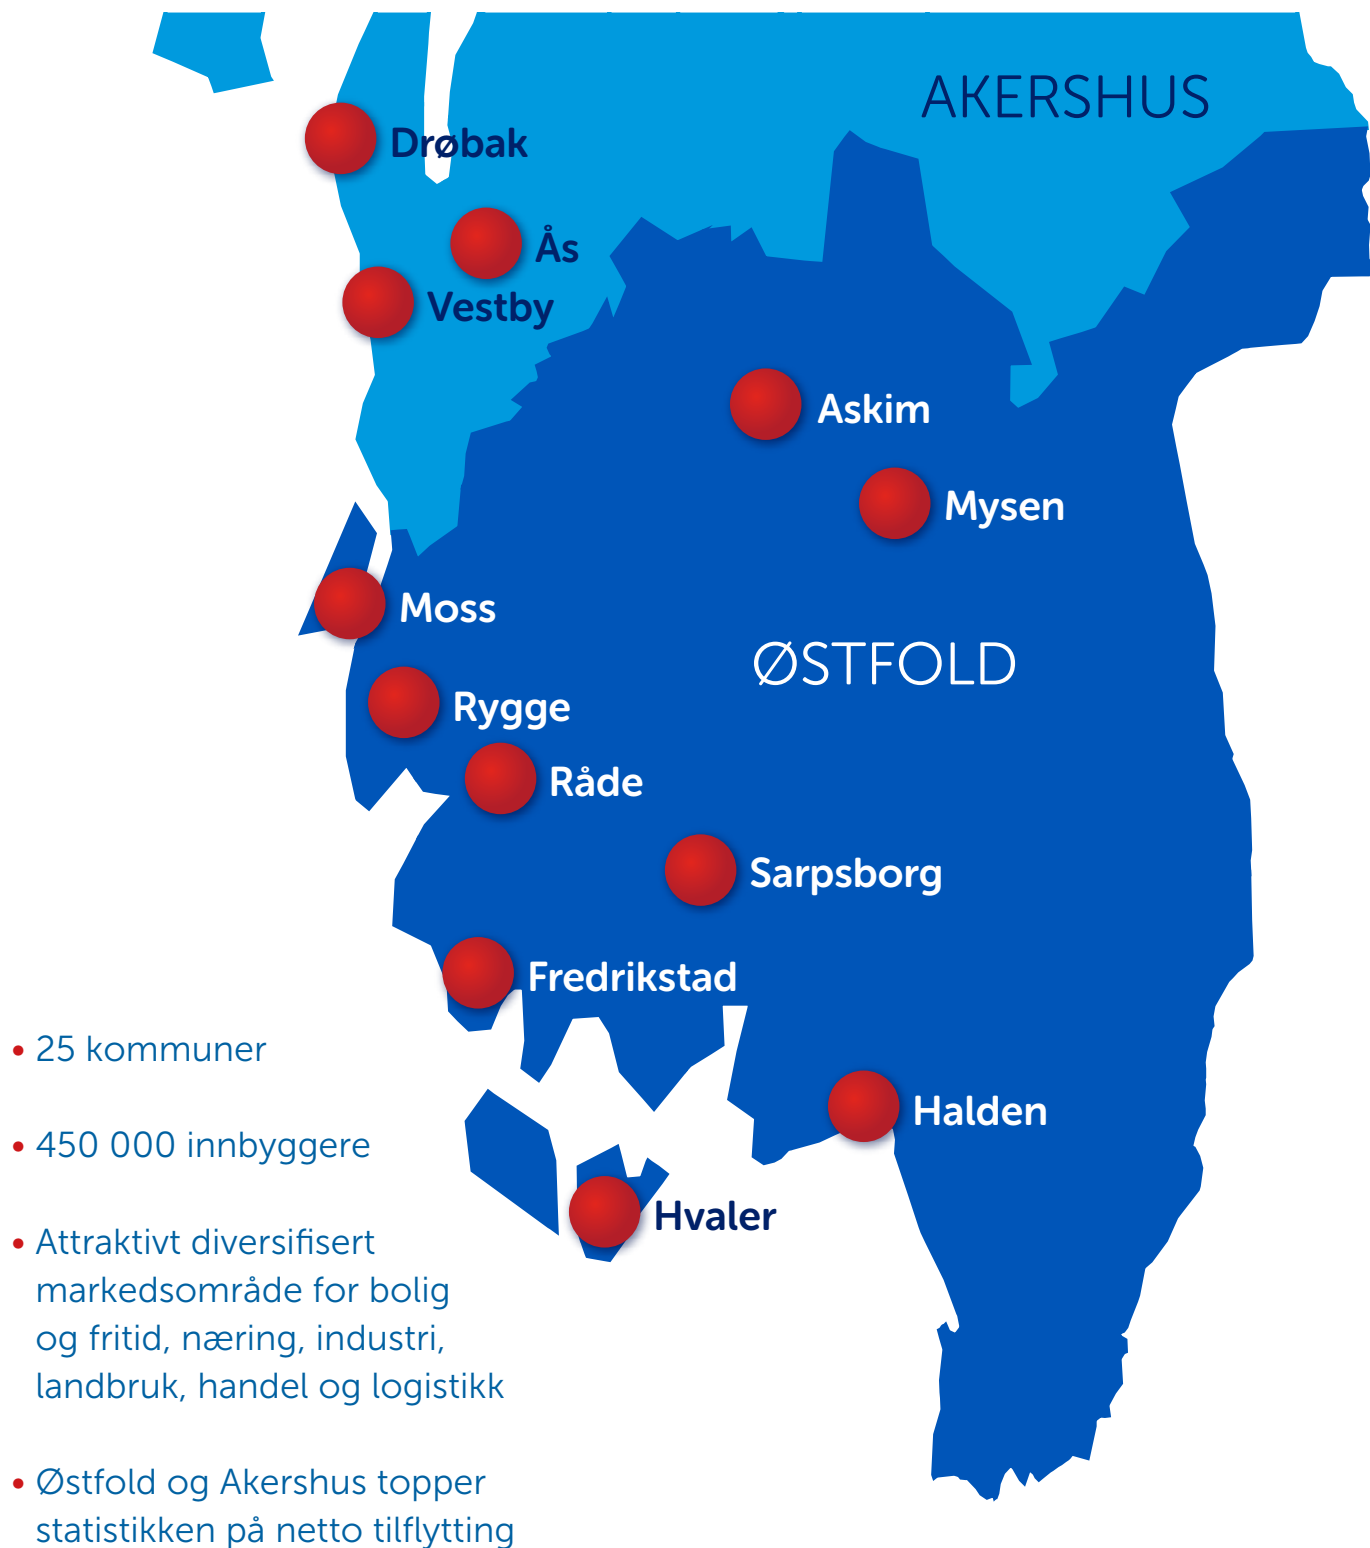 AKERSHUS
Drøbak
Ås
Vestby
Askim
Mysen
Moss
ØSTFOLD
Rygge
Råde
Sarpsborg
Fredrikstad
Halden
Hvaler
• 25 kommuner
• 450 000 innbyggere
• Attraktivt diversifisert
markedsområde for bolig
og fritid, næring, industri,
landbruk, handel og logistikk
• Østfold og Akershus topper
statistikken på netto tilflytting